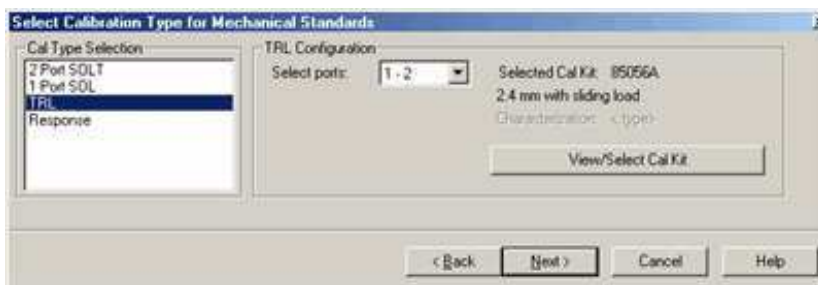 Select Calibration Type for Mechanical Standards
Cal Type Selection
2 Port SOLT
1 Port SOL
TRL
Response
TRL Configuration
Select ports:
1 - 2
Selected Cal Kit: 85056A
2.4 mm with sliding load
Characterization: <type>
View/Select Cal Kit
< Back
Next >
Cancel
Help